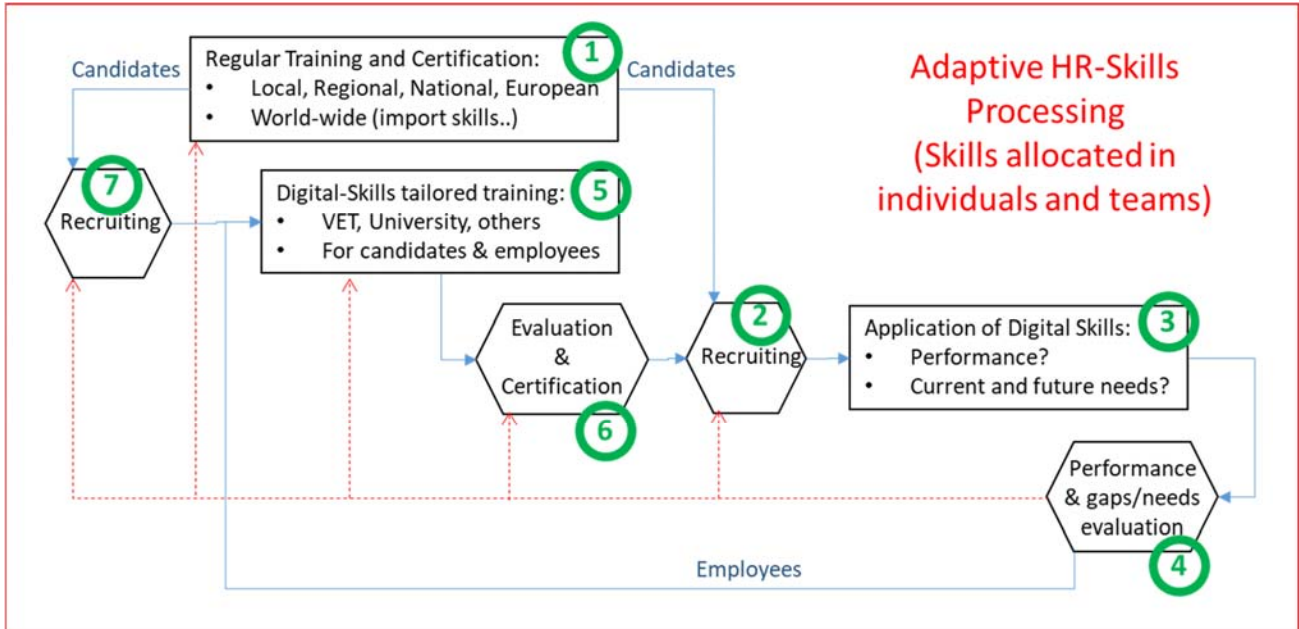 Candidates
Regular Training and Certification:
• Local, Regional, National, European
• World-wide (import skills..)
1
Candidates
Adaptive HR-Skills
Processing
(Skills allocated in
individuals and teams)
7
Recruiting
Digital-Skills tailored training:
• VET, University, others
• For candidates & employees
5
Evaluation
&
Certification
6
2
Recruiting
Application of Digital Skills:
• Performance?
• Current and future needs?
3
Performance
& gaps/needs
evaluation
4
Employees